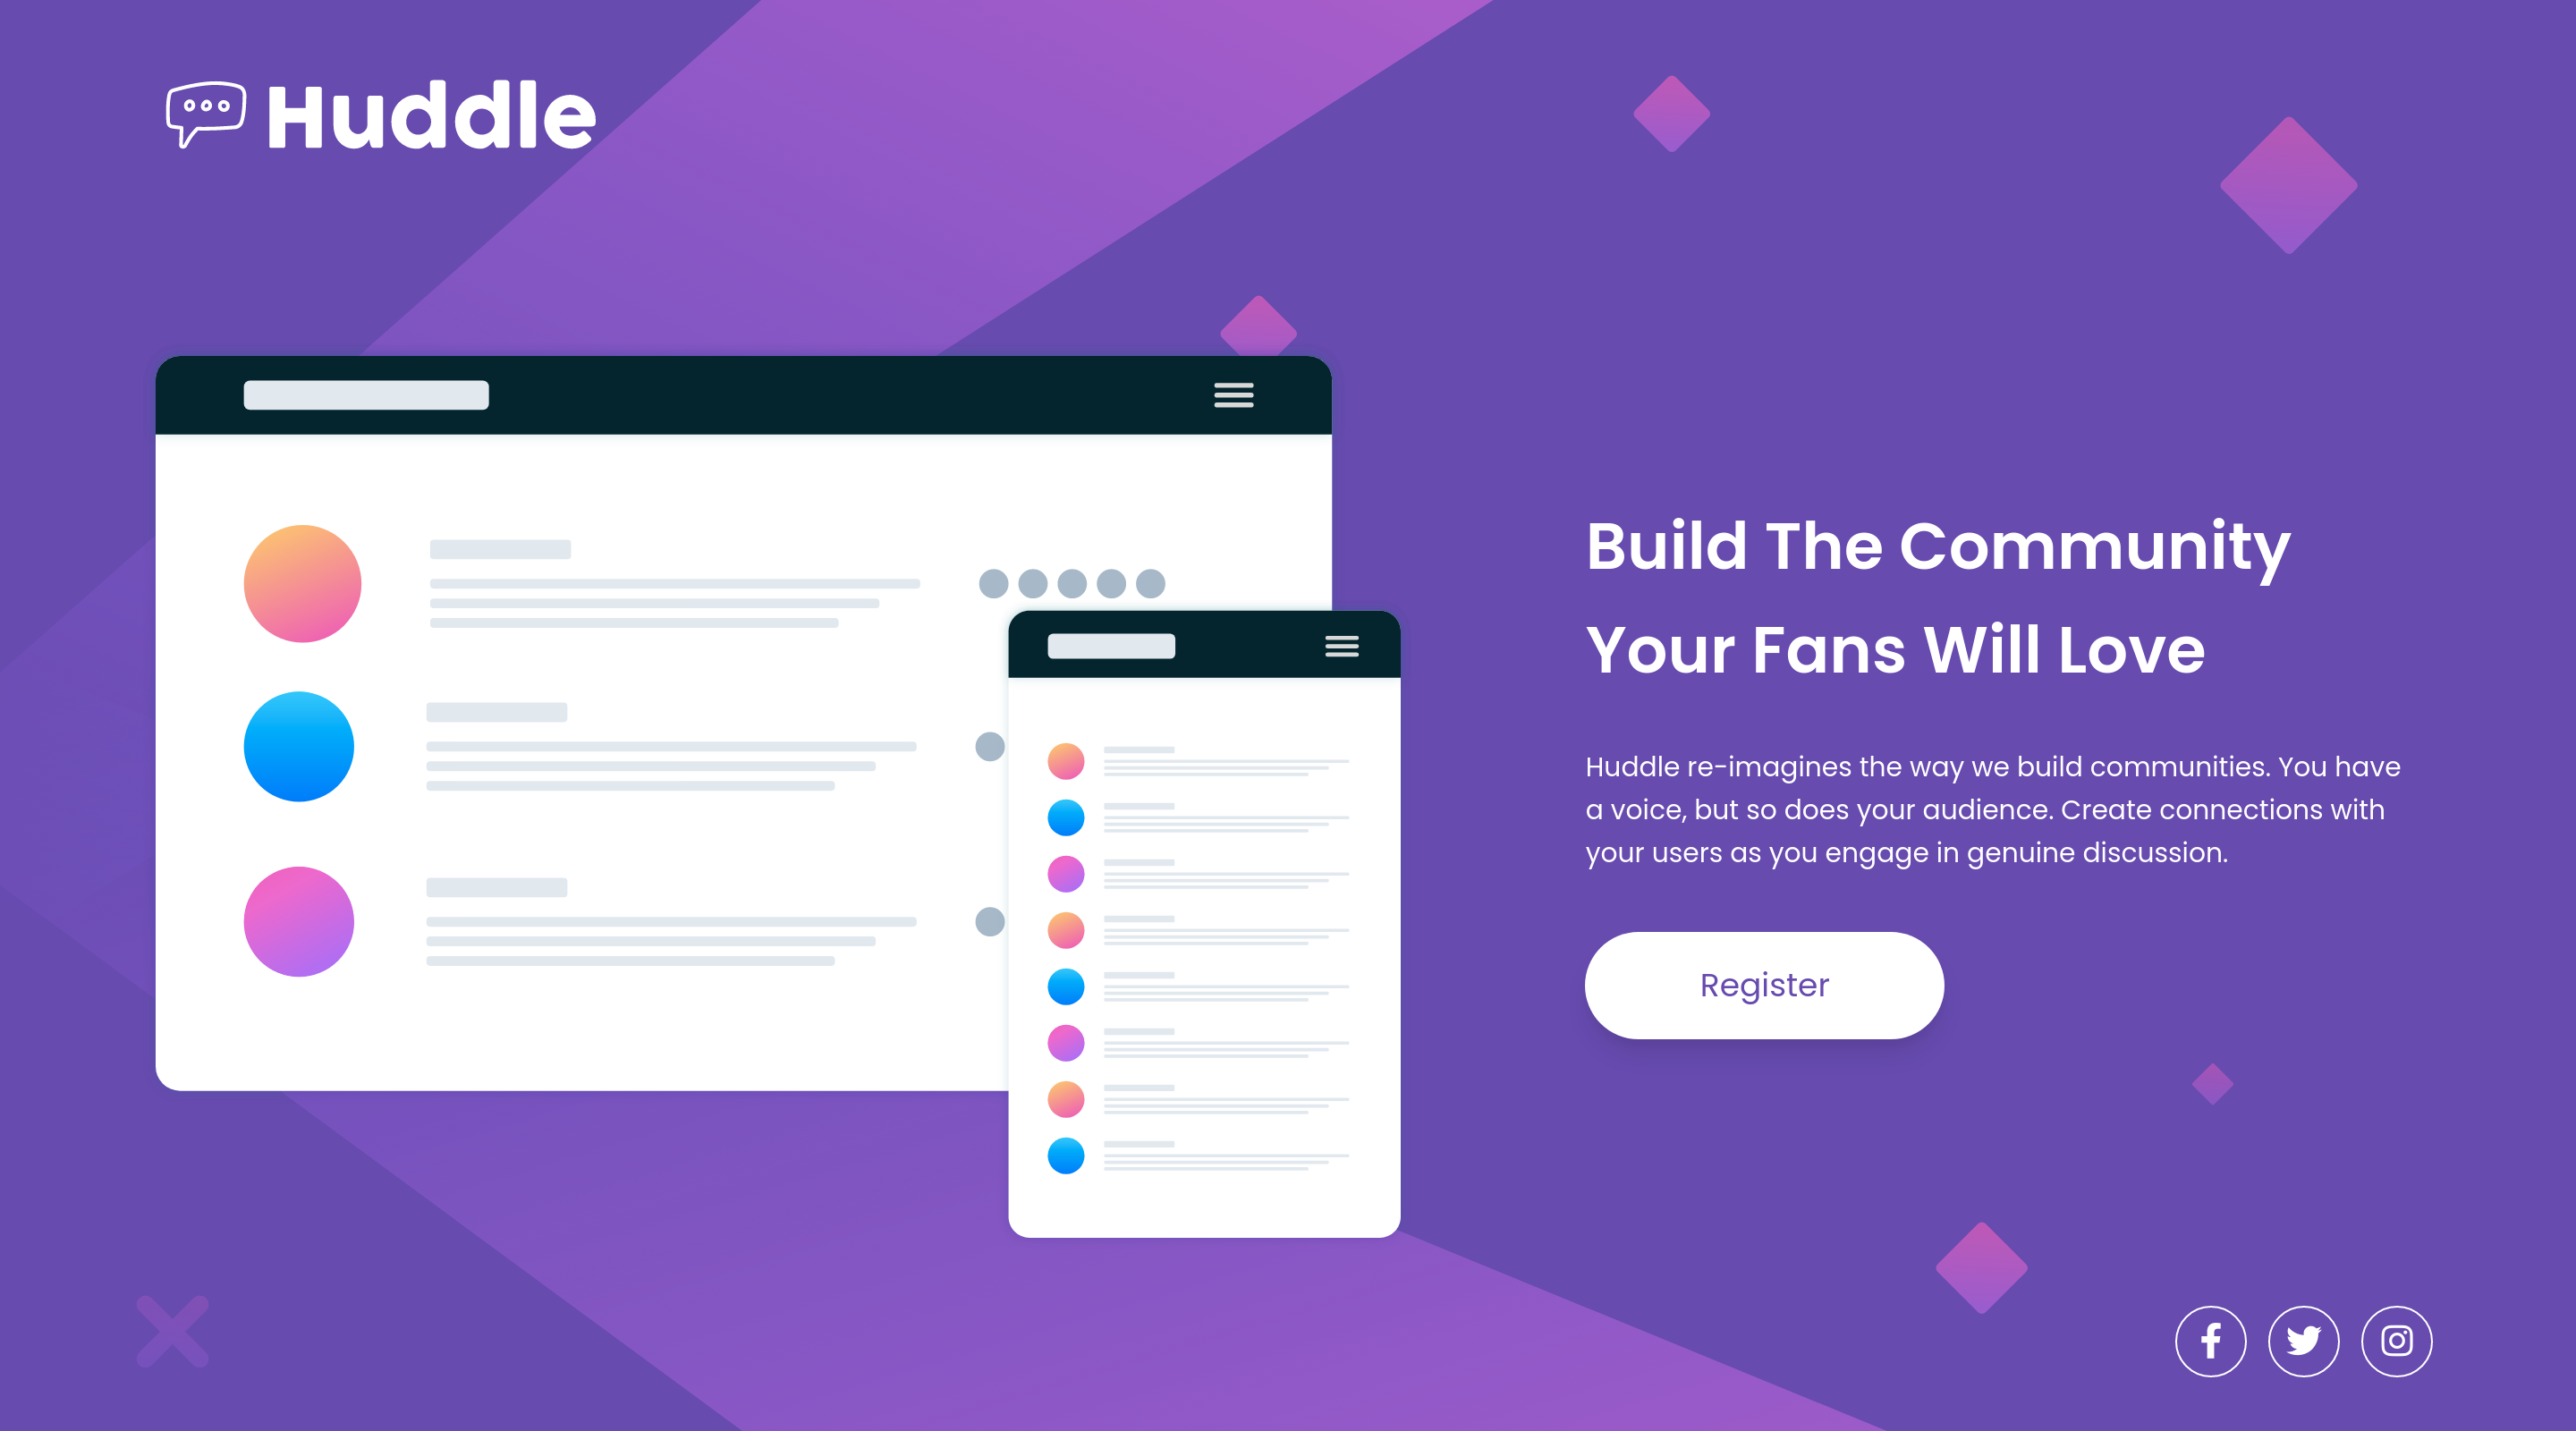 Huddle
Build The Community
Your Fans Will Love
Huddle re-imagines the way we build communities. You have
a voice, but so does your audience. Create connections with
your users as you engage in genuine discussion.
Register